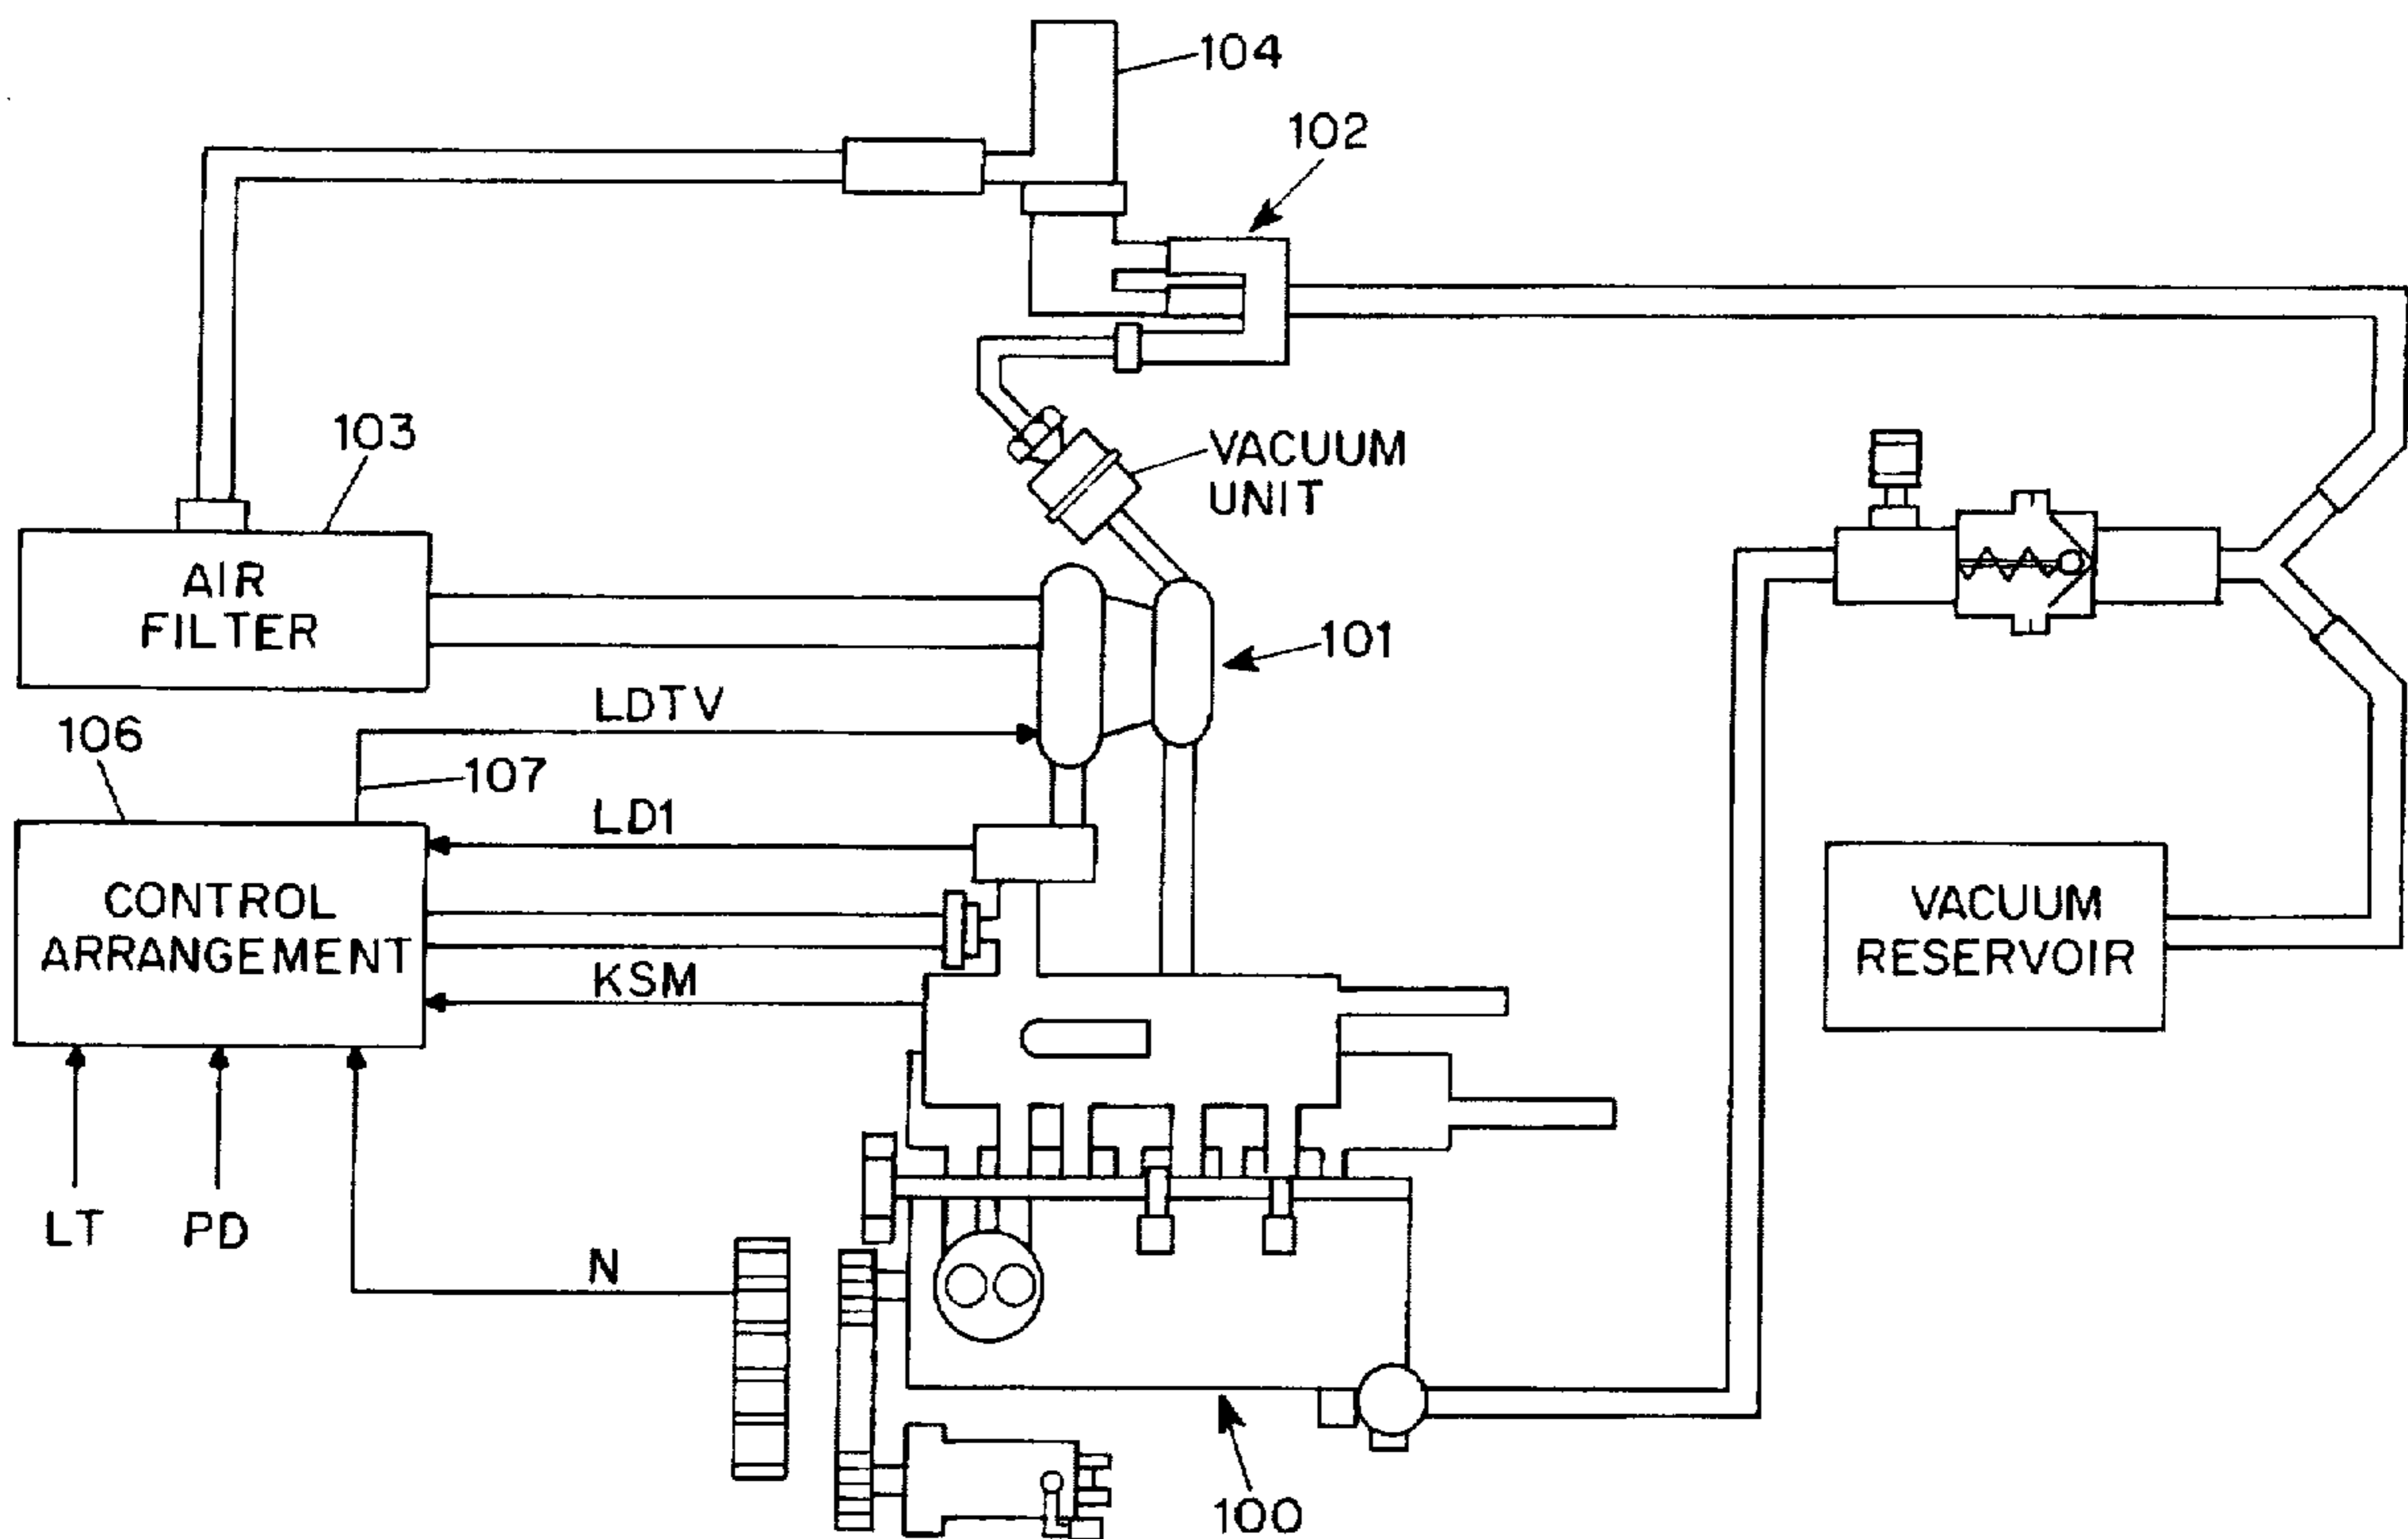 104
102
103
VACUUM
UNIT
AIR
FILTER
101
LDTV
106
107
LD1
CONTROL
ARRANGEMENT
VACUUM
RESERVOIR
KSM
LT
PD
N
100